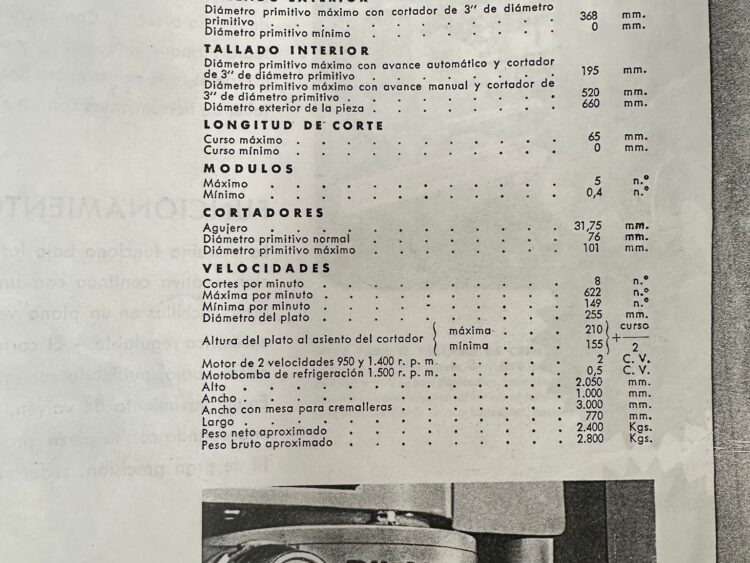 Diámetro primitivo máximo con cortador de 3" de diámetro
primitivo . . . . . . . . . . . . 368 mm.
Diámetro primitivo mínimo . . . . . . . . . 0 mm.
TALLADO INTERIOR
Diámetro primitivo máximo con avance automático y cortador
de 3" de diámetro primitivo . . . . . . . . 195 mm.
Diámetro primitivo máximo con avance manual y cortador de
3" de diámetro primitivo . . . . . . . . . 520 mm.
Diámetro exterior de la pieza . . . . . . . . 660 mm.
LONGITUD DE CORTE
Curso máximo . . . . . . . . . . . 65 mm.
Curso mínimo . . . . . . . . . . . 0 mm.
MODULOS
Máximo . . . . . . . . . . . . 5 n.º
Mínimo . . . . . . . . . . . . 0,4 n.º
CORTADORES
Agujero . . . . . . . . . . . . 31,75 mm.
Diámetro primitivo normal . . . . . . . . . 76 mm.
Diámetro primitivo máximo . . . . . . . . . 101 mm.
VELOCIDADES
Cortes por minuto . . . . . . . . . . 8 n.º
Máxima por minuto . . . . . . . . . . 622 n.º
Mínima por minuto . . . . . . . . . . 149 n.º
Diámetro del plato . . . . . . . . . . 255 mm.
Altura del plato al asiento del cortador { máxima . . . . 210 } + curso
mínima . . . . 155 } 2
Motor de 2 velocidades 950 y 1.400 r. p. m. . . . . . . 2 C. V.
Motobomba de refrigeración 1.500 r. p. m. . . . . . . 0,5 C. V.
Alto . . . . . . . . . . . . . 2.050 mm.
Ancho . . . . . . . . . . . . 1.000 mm.
Ancho con mesa para cremalleras . . . . . . . . 3.000 mm.
Largo . . . . . . . . . . . . 770 mm.
Peso neto aproximado . . . . . . . . . . 2.400 Kgs.
Peso bruto aproximado . . . . . . . . . 2.800 Kgs.